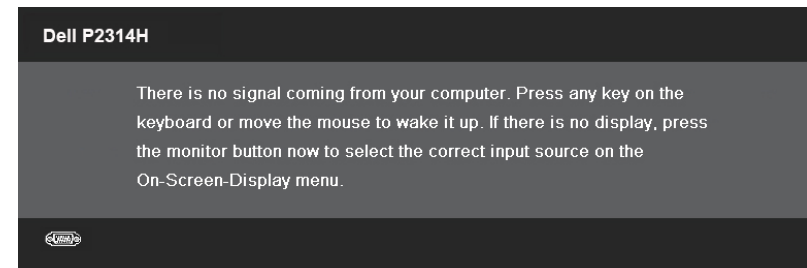 Dell P2314H
There is no signal coming from your computer. Press any key on the
keyboard or move the mouse to wake it up. If there is no display, press
the monitor button now to select the correct input source on the
On-Screen-Display menu.